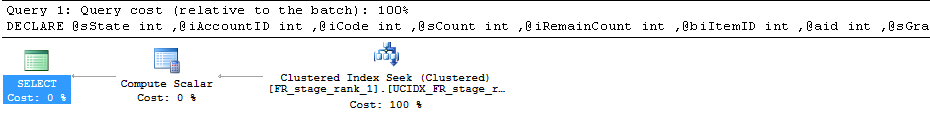 Query 1: Query cost (relative to the batch): 100%
DECLARE @sState int ,@iAccountID int ,@iCode int ,@sCount int ,@iRemainCount int ,@biItemID int ,@aid int ,@sGra
SELECT
Cost: 0 %
Compute Scalar
Cost: 0 %
Clustered Index Seek (Clustered)
[FR_stage_rank_1].[UCIDX_FR_stage_r…
Cost: 100 %